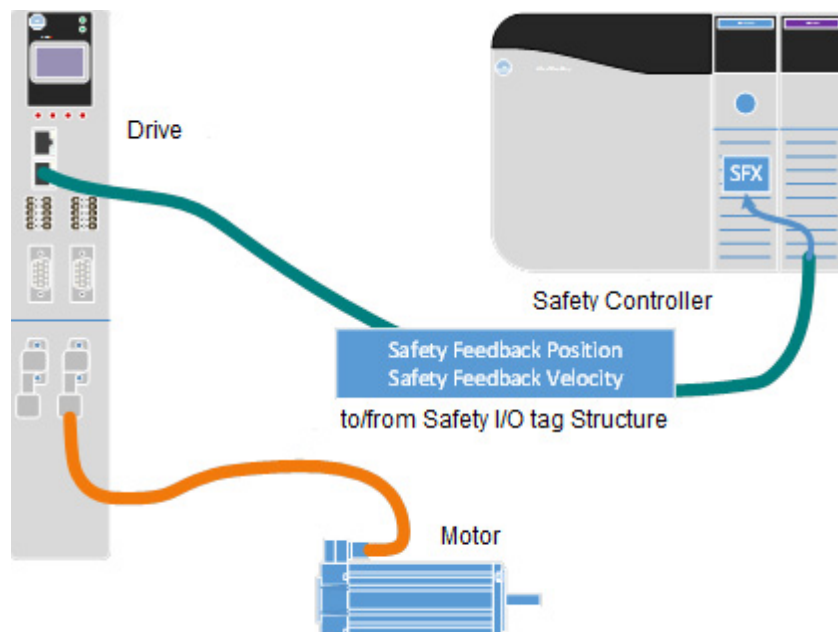 Drive
SFX
Safety Controller
Safety Feedback Position
Safety Feedback Velocity
to/from Safety I/O tag Structure
Motor